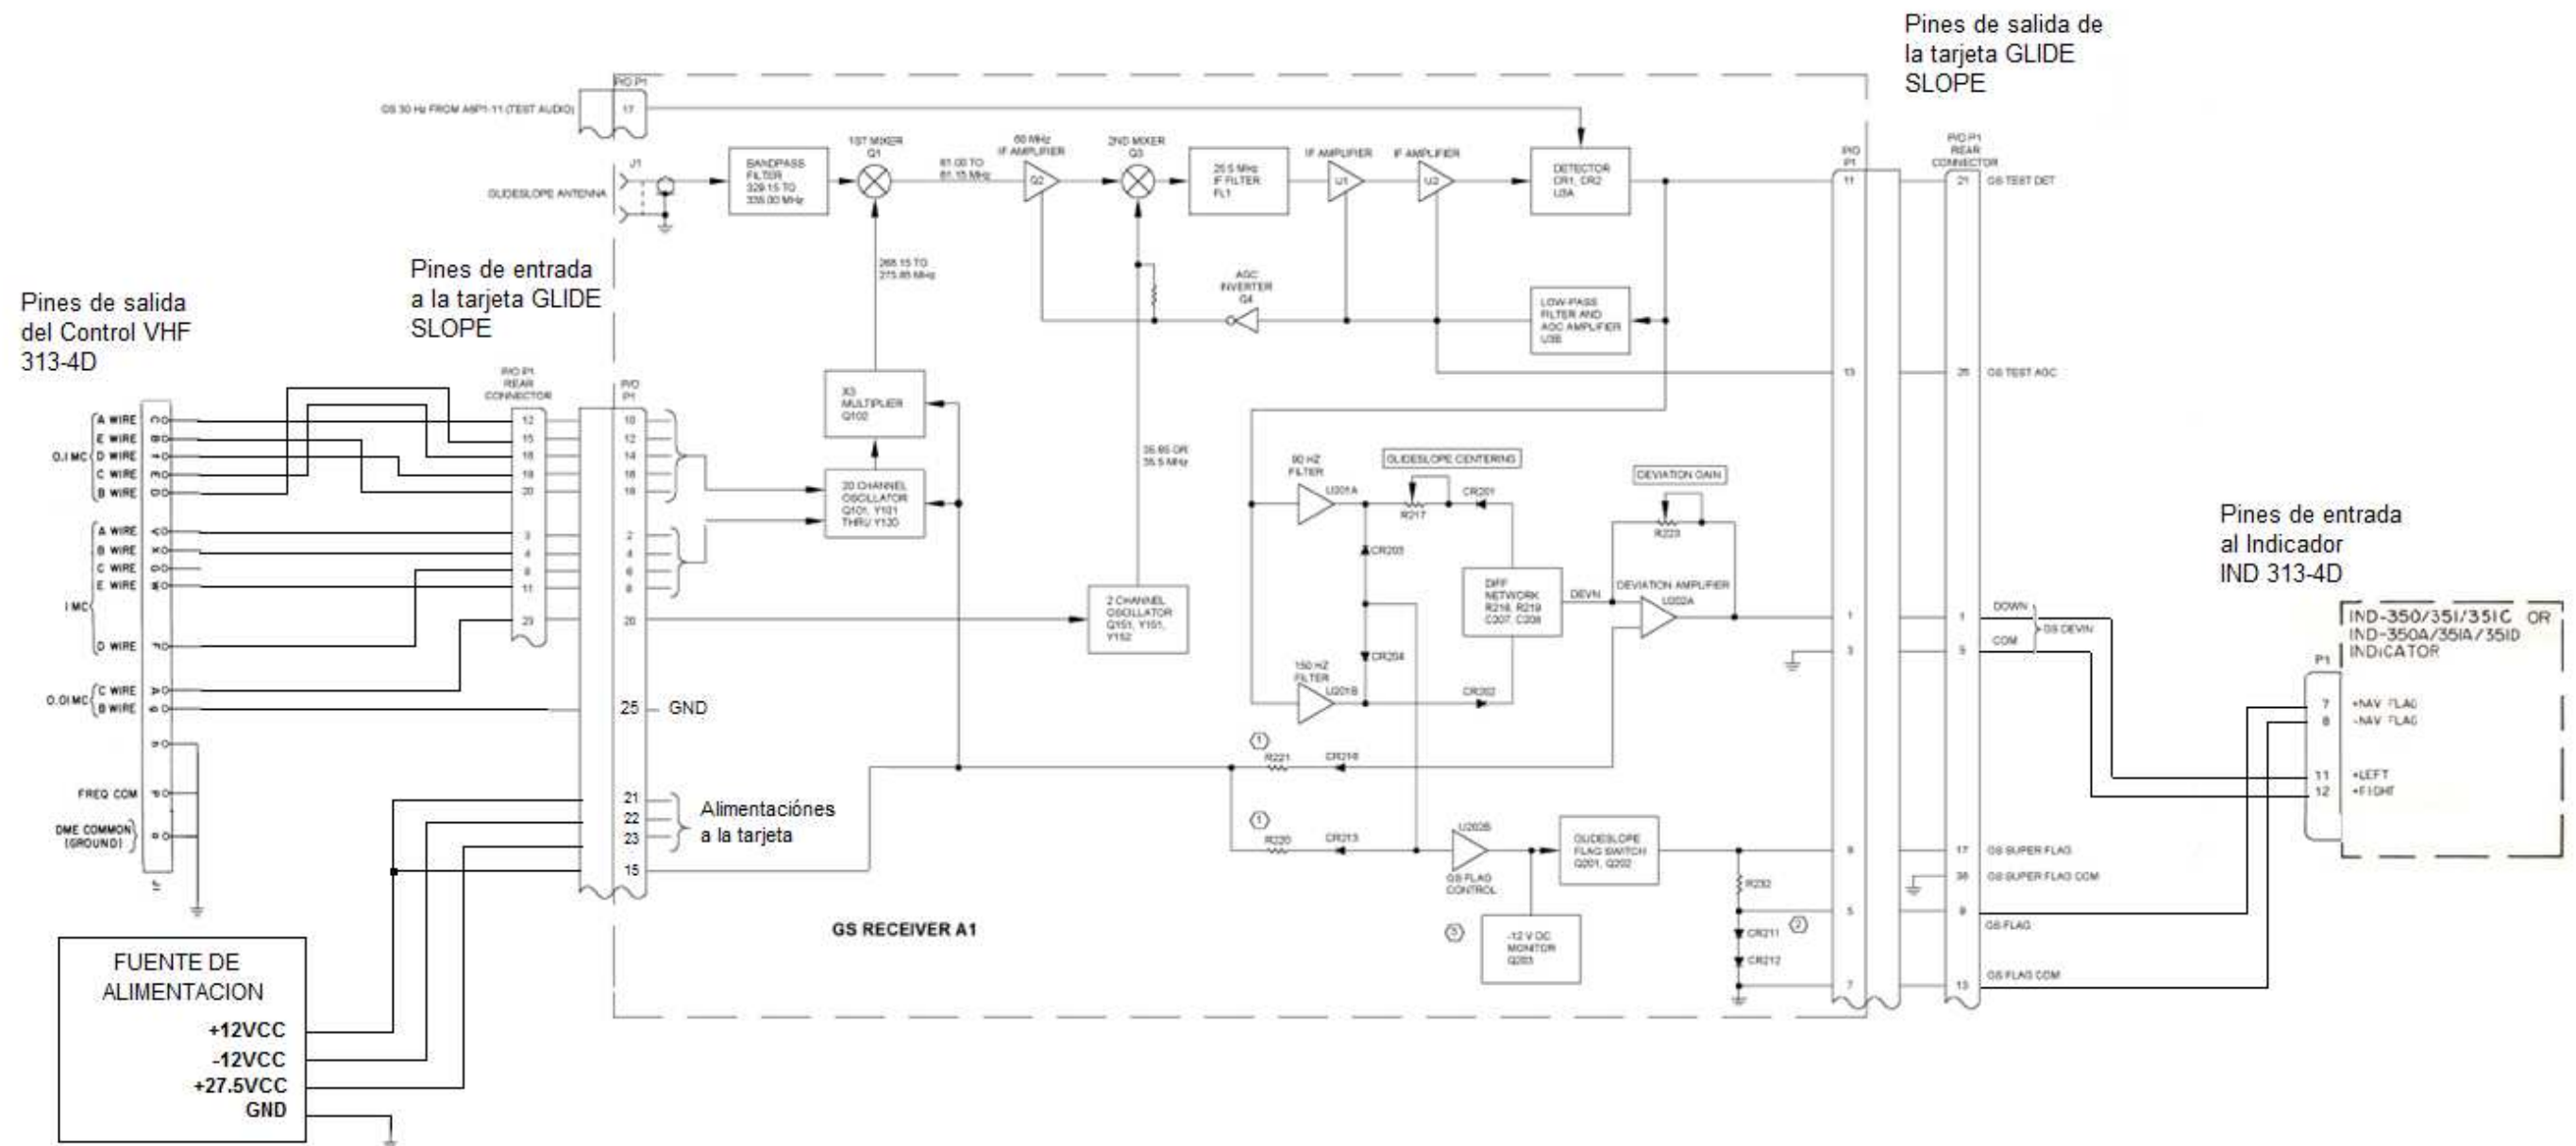 Pines de salida de
la tarjeta GLIDE
SLOPE
P/O P1
17
GS 30 Hz FROM A6P1-11 (TEST AUDIO)
J1
GLIDESLOPE ANTENNA
BANDPASS
FILTER
329.15 TO
335.00 MHz
1ST MIXER
Q1
61.00 TO
61.15 MHz
60 MHz
IF AMPLIFIER
Q2
2ND MIXER
Q3
25.5 MHz
IF FILTER
FL1
IF AMPLIFIER
U1
IF AMPLIFIER
U2
DETECTOR
CR1, CR2
U3A
P/O
P1
11
P/O P1
REAR
CONNECTOR
21 GS TEST DET
268.15 TO
273.85 MHz
AGC
INVERTER
Q4
LOW-PASS
FILTER AND
AGC AMPLIFIER
U3B
13
GS TEST AGC
Pines de entrada
a la tarjeta GLIDE
SLOPE
Pines de salida
del Control VHF
313-4D
P/O P1
REAR
CONNECTOR
P/O
P1
X3
MULTIPLIER
Q102
20 CHANNEL
OSCILLATOR
Q101, Y101
THRU Y120
35.65 OR
35.5 MHz
2 CHANNEL
OSCILLATOR
Q151, Y151,
Y152
0.1 MC
A WIRE
E WIRE
D WIRE
C WIRE
B WIRE
12
15
16
19
20
10
12
14
16
18
1 MC
A WIRE
B WIRE
C WIRE
E WIRE
D WIRE
3
4
8
11
23
2
4
6
8
20
0.01 MC
C WIRE
B WIRE
25 GND
FREQ COM
DME COMMON
(GROUND)
21
22
23
15
Alimentaciónes
a la tarjeta
90 HZ
FILTER
U201A
GLIDESLOPE CENTERING
R217
CR201
CR203
CR204
150 HZ
FILTER
U201B
CR202
DIFF
NETWORK
R218, R219
C207, C208
DEVN
DEVIATION GAIN
R223
DEVIATION AMPLIFIER
U202A
1
R221
CR216
1
R220
CR213
U202B
GS FLAG
CONTROL
GLIDESLOPE
FLAG SWITCH
Q201, Q202
3
-12 V DC
MONITOR
Q203
R232
2
CR211
CR212
GS RECEIVER A1
1
3
5
7
DOWN
COM
GS DEVIN
17 GS SUPER FLAG
GS SUPER FLAG COM
9
GS FLAG
13
GS FLAG COM
Pines de entrada
al Indicador
IND 313-4D
IND-350/351/351C OR
IND-350A/351A/351D
INDICATOR
P1
7 +NAV FLAG
8 -NAV FLAG
11 +LEFT
12 +RIGHT
FUENTE DE
ALIMENTACION
+12VCC
-12VCC
+27.5VCC
GND